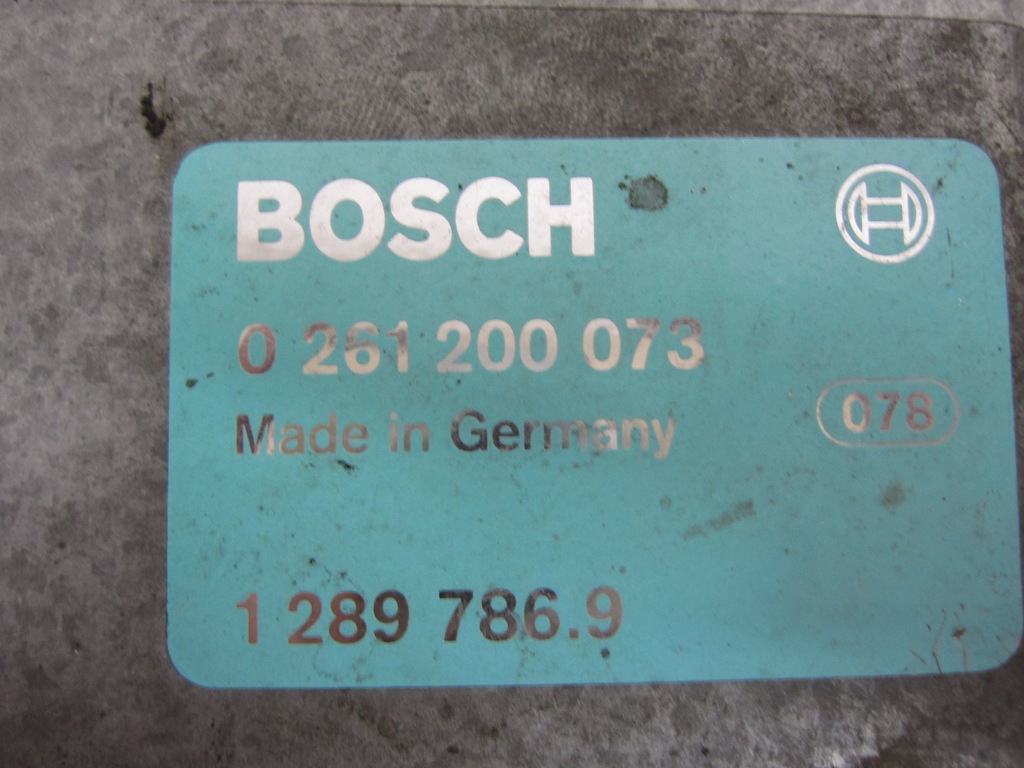 BOSCH
0 261 200 073
Made in Germany
078
1 289 786.9